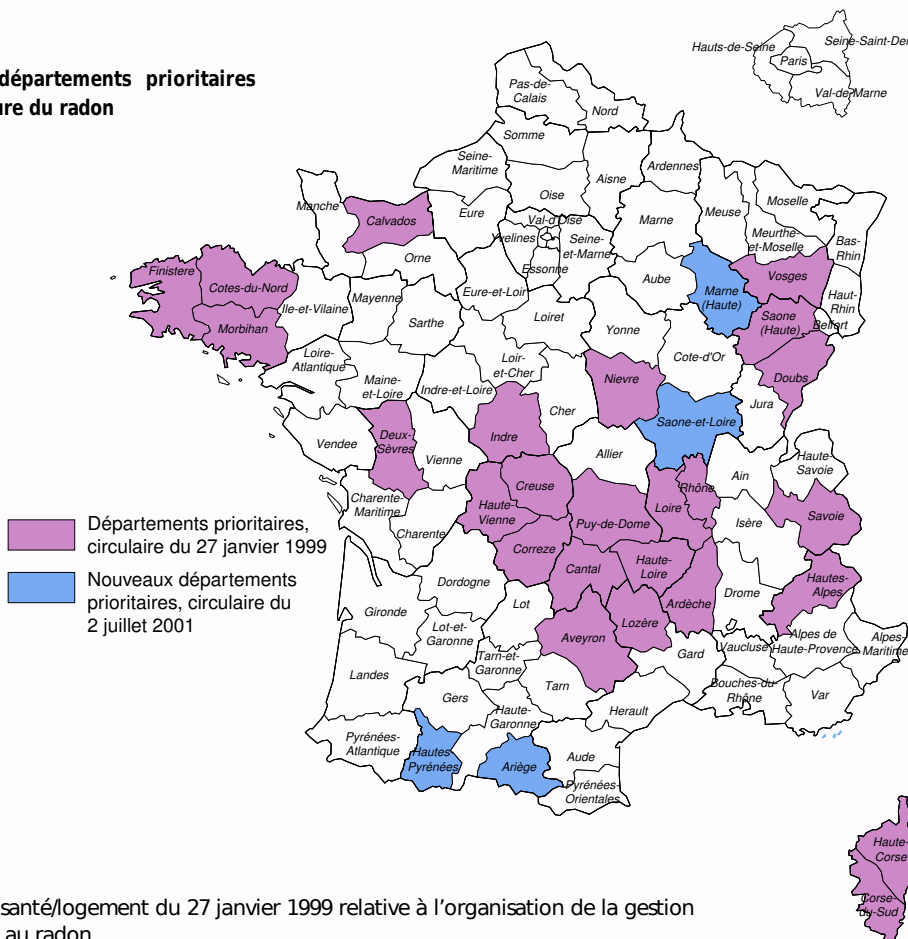 départements prioritaires
ure du radon
Hauts-de-Seine
Seine-Saint-Den
Paris
Val-de-Marne
Pas-de-
Calais
Nord
Somme
Seine-
Maritime
Aisne
Ardennes
Oise
Manche
Calvados
Eure
Val-d'Oise
Yvelines
Seine-
et-Marne
Essonne
Marne
Meuse
Moselle
Meurthe-
et-Moselle
Bas-
Rhin
Orne
Eure-et-Loir
Aube
Marne
(Haute)
Vosges
Haut-
Rhin
Finistere
Cotes-du-Nord
Morbihan
Ile-et-Vilaine
Mayenne
Sarthe
Loiret
Yonne
Saone
(Haute)
Belfort
Loire-
Atlantique
Maine-
et-Loire
Indre-et-Loire
Loir-
et-Cher
Cote-d'Or
Nievre
Doubs
Cher
Jura
Saone-et-Loire
Vendee
Deux-
Sèvres
Vienne
Indre
Allier
Ain
Haute-
Savoie
Charente-
Maritime
Charente
Haute-
Vienne
Creuse
Puy-de-Dome
Loire
Rhône
Isère
Savoie
Départements prioritaires,
circulaire du 27 janvier 1999
Nouveaux départements
prioritaires, circulaire du
2 juillet 2001
Correze
Cantal
Haute-
Loire
Ardèche
Drome
Hautes-
Alpes
Dordogne
Gironde
Lot
Lot-et-
Garonne
Aveyron
Lozère
Gard
Vaucluse
Alpes de
Haute-Provence
Alpes-
Maritime
Landes
Tarn-et-
Garonne
Gers
Tarn
Haute-
Garonne
Herault
Bouches-du-
Rhône
Var
Pyrénées-
Atlantique
Hautes
Pyrénées
Ariège
Aude
Pyrénées-
Orientales
Haute-
Corse
Corse-
du-Sud
santé/logement du 27 janvier 1999 relative à l'organisation de la gestion
au radon